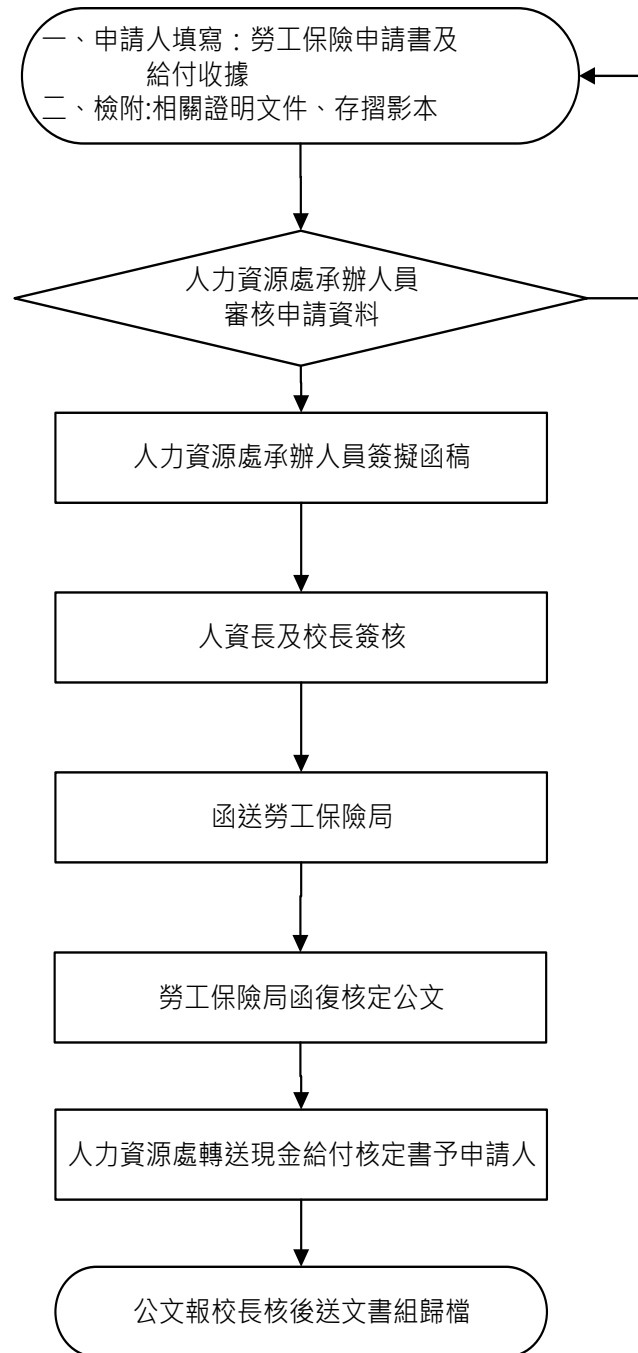 一、申請人填寫：勞工保險申請書及
給付收據
二、檢附:相關證明文件、存摺影本
人力資源處承辦人員
審核申請資料
人力資源處承辦人員簽擬函稿
人資長及校長簽核
函送勞工保險局
勞工保險局函復核定公文
人力資源處轉送現金給付核定書予申請人
公文報校長核後送文書組歸檔